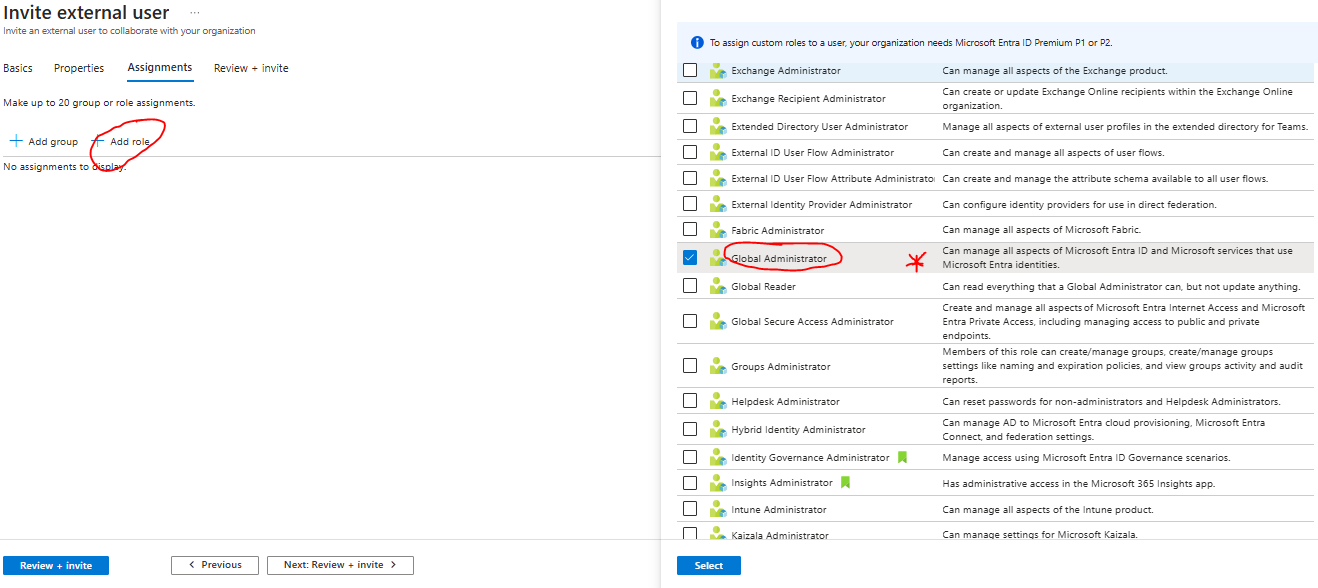 Invite external user ...
Invite an external user to collaborate with your organization
Basics Properties Assignments Review + invite
Make up to 20 group or role assignments.
+ Add group + Add role
No assignments to display.
Review + invite < Previous Next: Review + invite >
To assign custom roles to a user, your organization needs Microsoft Entra ID Premium P1 or P2.
Exchange Administrator Can manage all aspects of the Exchange product.
Exchange Recipient Administrator Can create or update Exchange Online recipients within the Exchange Online
organization.
Extended Directory User Administrator Manage all aspects of external user profiles in the extended directory for Teams.
External ID User Flow Administrator Can create and manage all aspects of user flows.
External ID User Flow Attribute Administrato Can create and manage the attribute schema available to all user flows.
External Identity Provider Administrator Can configure identity providers for use in direct federation.
Fabric Administrator Can manage all aspects of Microsoft Fabric.
Global Administrator Can manage all aspects of Microsoft Entra ID and Microsoft services that use
Microsoft Entra identities.
Global Reader Can read everything that a Global Administrator can, but not update anything.
Global Secure Access Administrator Create and manage all aspects of Microsoft Entra Internet Access and Microsoft
Entra Private Access, including managing access to public and private
endpoints.
Groups Administrator Members of this role can create/manage groups, create/manage groups
settings like naming and expiration policies, and view groups activity and audit
reports.
Helpdesk Administrator Can reset passwords for non-administrators and Helpdesk Administrators.
Hybrid Identity Administrator Can manage AD to Microsoft Entra cloud provisioning, Microsoft Entra
Connect, and federation settings.
Identity Governance Administrator Manage access using Microsoft Entra ID Governance scenarios.
Insights Administrator Has administrative access in the Microsoft 365 Insights app.
Intune Administrator Can manage all aspects of the Intune product.
Kaizala Administrator Can manage settings for Microsoft Kaizala.
Select